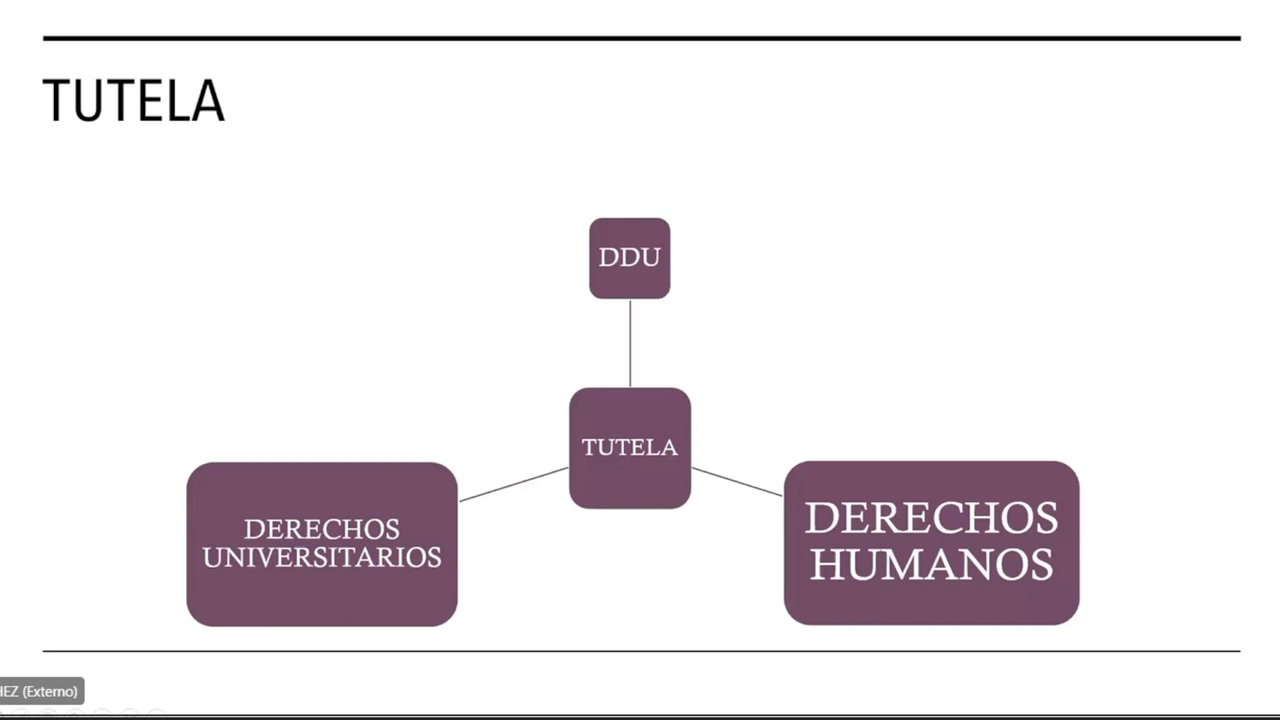 TUTELA
DDU
TUTELA
DERECHOS
UNIVERSITARIOS
DERECHOS
HUMANOS
(Externo)